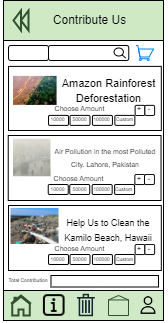 Contribute Us
Amazon Rainforest
Deforestation
Choose Amount
+ -
10000 50000 100000 Custom
Air Pollution in the most Polluted
City. Lahore, Pakistan
Choose Amount
+ -
10000 50000 100000 Custom
Help Us to Clean the
Kamilo Beach, Hawaii
Choose Amount
+ -
10000 50000 100000 Custom
Total Contribution